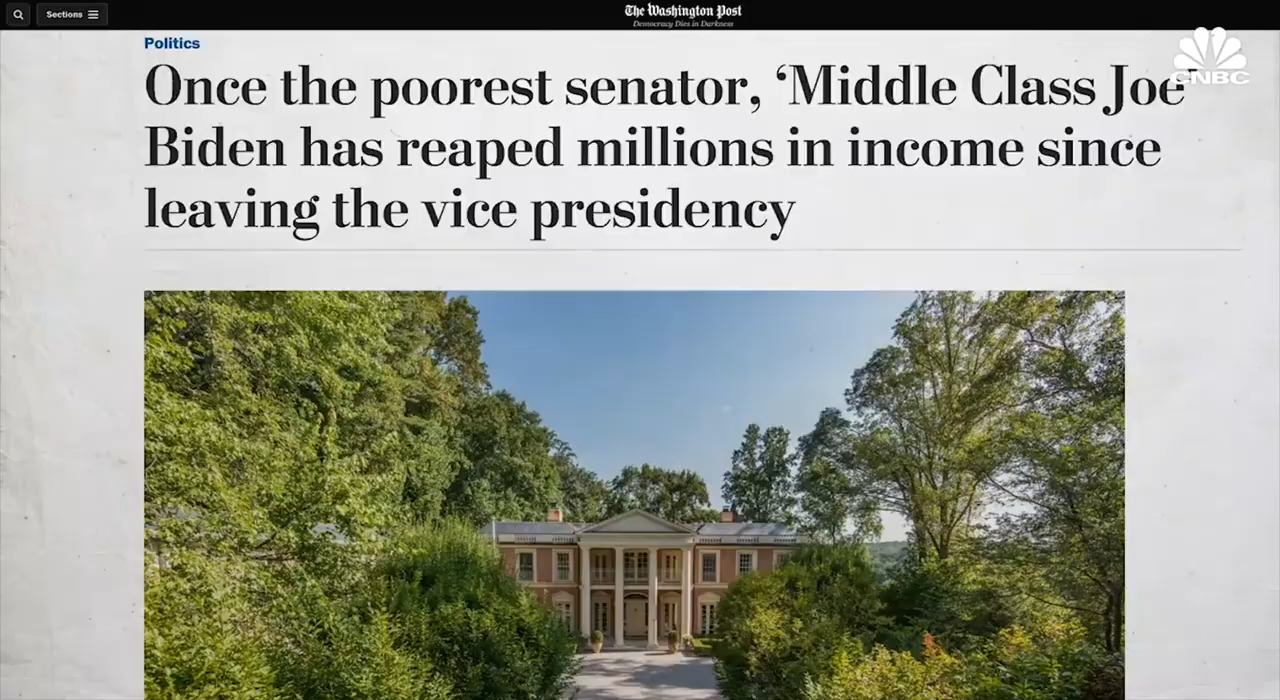 Sections
The Washington Post
Democracy Dies in Darkness
Politics
CNBC
Once the poorest senator, ‘Middle Class Joe’
Biden has reaped millions in income since
leaving the vice presidency